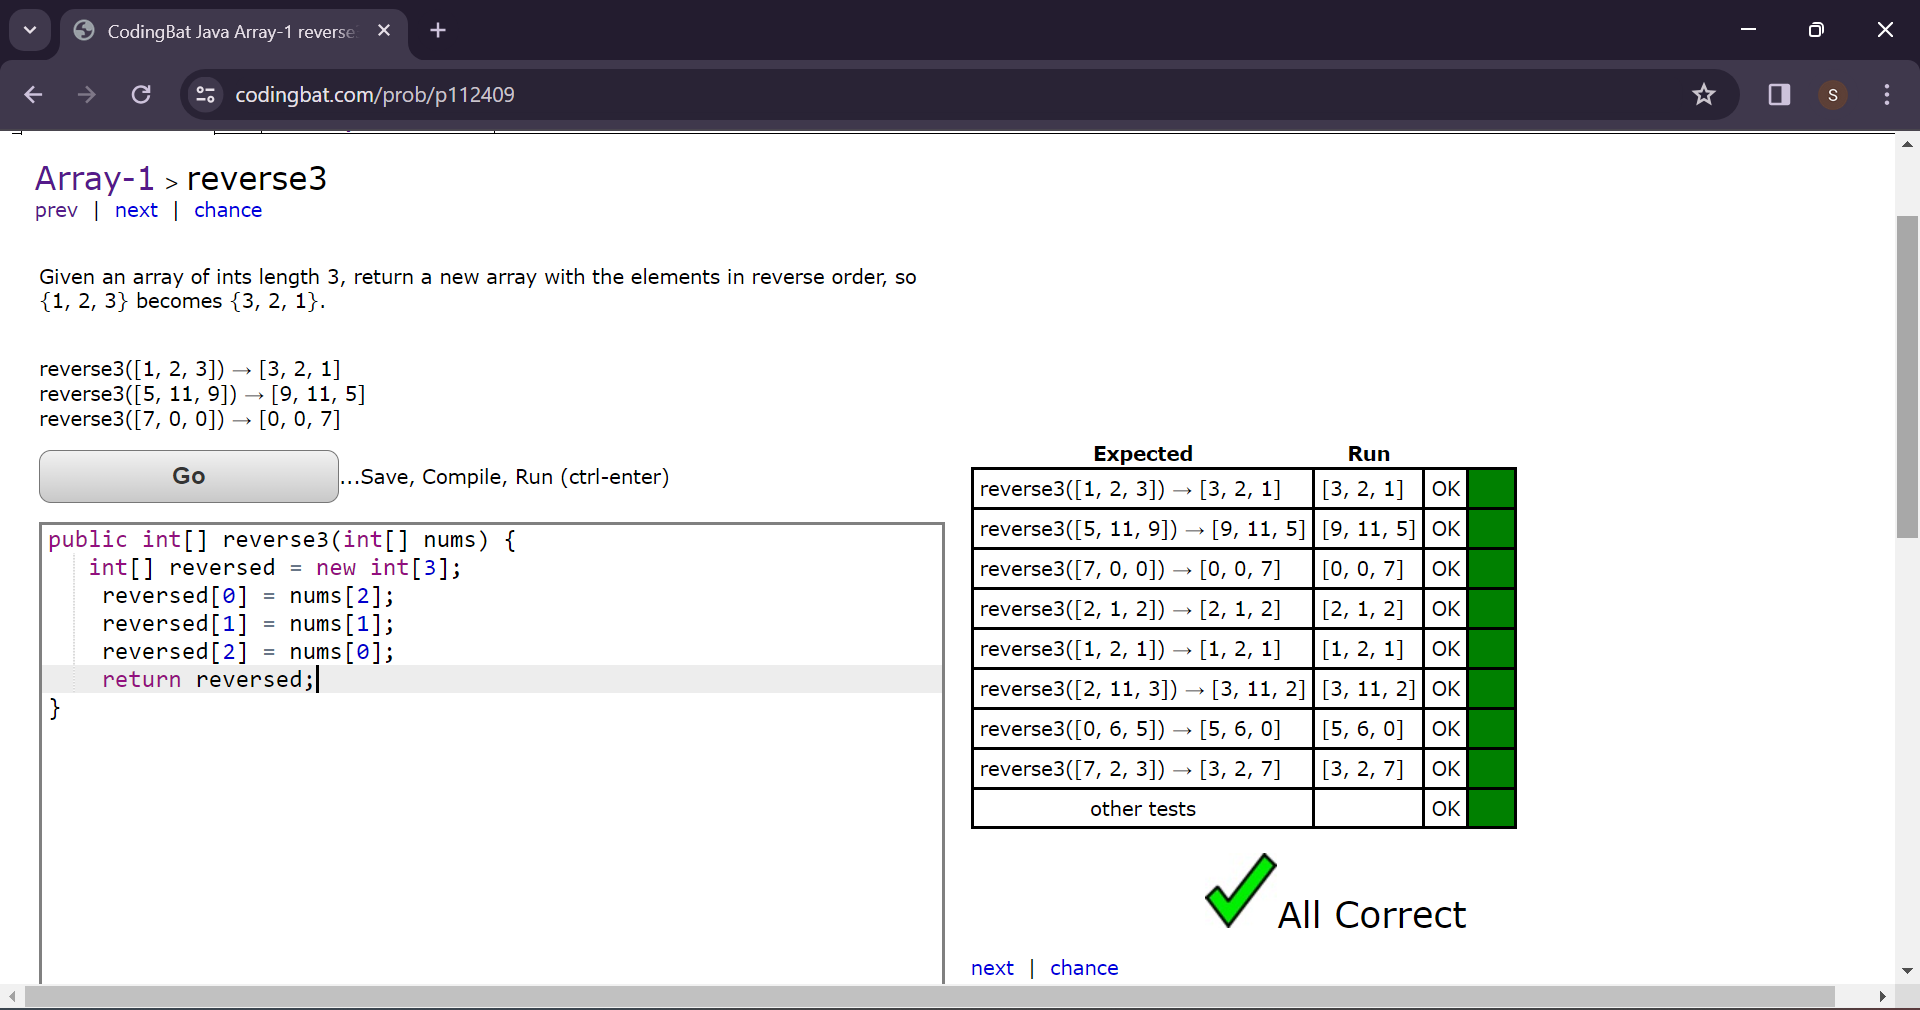 CodingBat Java Array-1 reverse
codingbat.com/prob/p112409
S
Array-1 > reverse3
prev | next | chance
Given an array of ints length 3, return a new array with the elements in reverse order, so
{1, 2, 3} becomes {3, 2, 1}.
reverse3([1, 2, 3]) → [3, 2, 1]
reverse3([5, 11, 9]) → [9, 11, 5]
reverse3([7, 0, 0]) → [0, 0, 7]
Go ...Save, Compile, Run (ctrl-enter)
public int[] reverse3(int[] nums) {
int[] reversed = new int[3];
reversed[0] = nums[2];
reversed[1] = nums[1];
reversed[2] = nums[0];
return reversed;
}
Expected Run
reverse3([1, 2, 3]) → [3, 2, 1] [3, 2, 1] OK
reverse3([5, 11, 9]) → [9, 11, 5] [9, 11, 5] OK
reverse3([7, 0, 0]) → [0, 0, 7] [0, 0, 7] OK
reverse3([2, 1, 2]) → [2, 1, 2] [2, 1, 2] OK
reverse3([1, 2, 1]) → [1, 2, 1] [1, 2, 1] OK
reverse3([2, 11, 3]) → [3, 11, 2] [3, 11, 2] OK
reverse3([0, 6, 5]) → [5, 6, 0] [5, 6, 0] OK
reverse3([7, 2, 3]) → [3, 2, 7] [3, 2, 7] OK
other tests OK
All Correct
next | chance